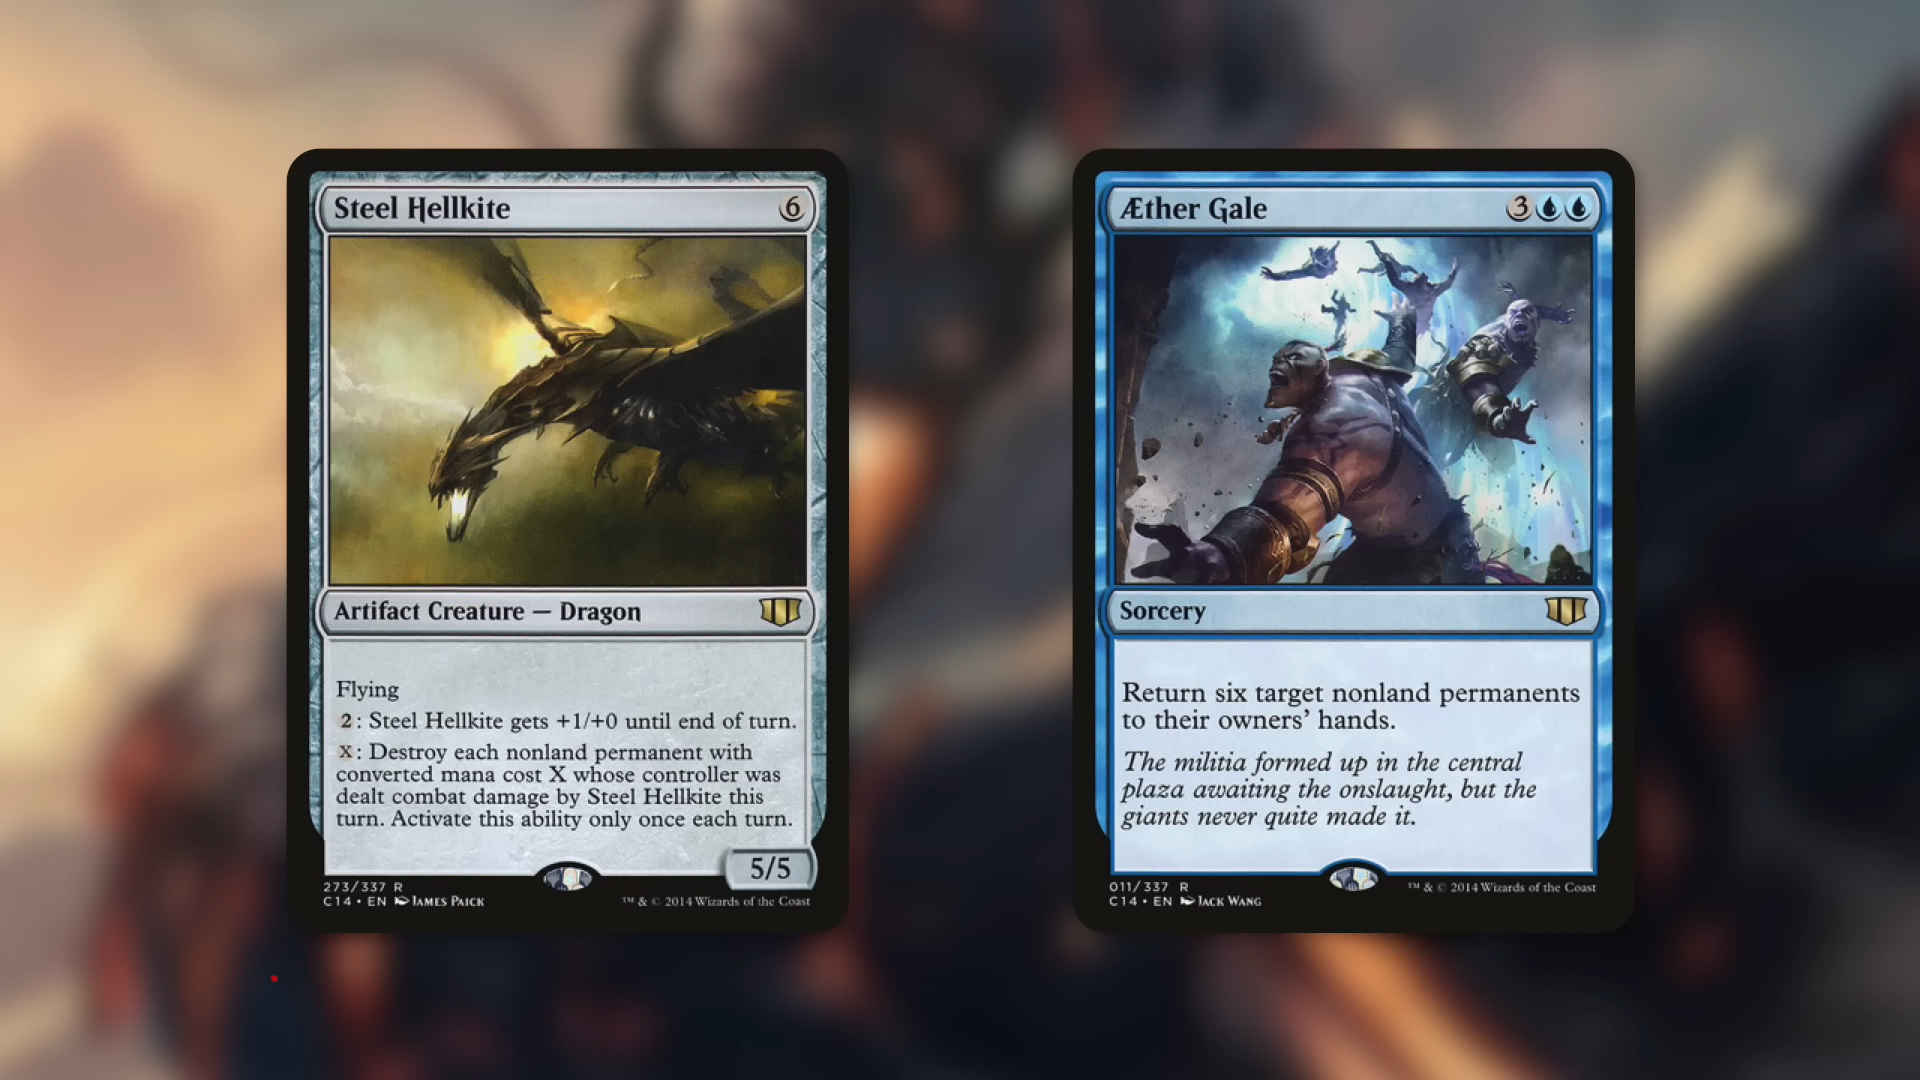 Steel Hellkite 6
Artifact Creature — Dragon
Flying
2: Steel Hellkite gets +1/+0 until end of turn.
X: Destroy each nonland permanent with
converted mana cost X whose controller was
dealt combat damage by Steel Hellkite this
turn. Activate this ability only once each turn.
5/5
273/337 R
C14 • EN JAMES PAICK
™ & © 2014 Wizards of the Coast
Æther Gale 3
Sorcery
Return six target nonland permanents
to their owners’ hands.
The militia formed up in the central
plaza awaiting the onslaught, but the
giants never quite made it.
011/337 R
C14 • EN JACK WANG
™ & © 2014 Wizards of the Coast